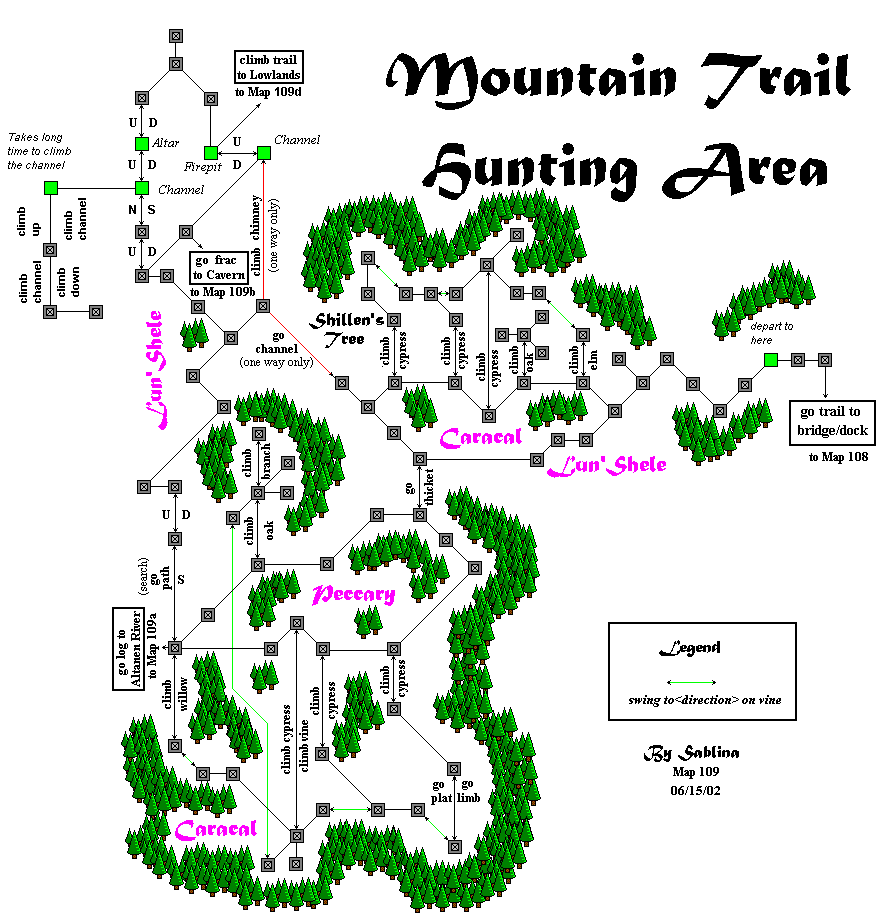 Mountain Trail
Hunting Area
climb trail
to Lowlands
to Map 109d
U D
Altar
U D
Takes long
time to climb
the channel
Firepit
U
D
Channel
Channel
N S
U D
climb
up
climb
channel
climb
channel
climb
down
go frac
to Cavern
to Map 109b
climb chimney
(one way only)
go
channel
(one way only)
Lun'Shele
Shillen's
Tree
climb
cypress
climb
cypress
climb
cypress
climb
oak
climb
elm
depart to
here
go trail to
bridge/dock
to Map 108
Caracal
Lun'Shele
go
thicket
climb
branch
climb
oak
U D
(search)
go
path
S
Peccary
go log to
Altanen River
to Map 109a
climb
willow
climb cypress
climb vine
climb
cypress
climb
cypress
go
plat
go
limb
Caracal
Legend
swing to<direction> on vine
By Sablina
Map 109
06/15/02